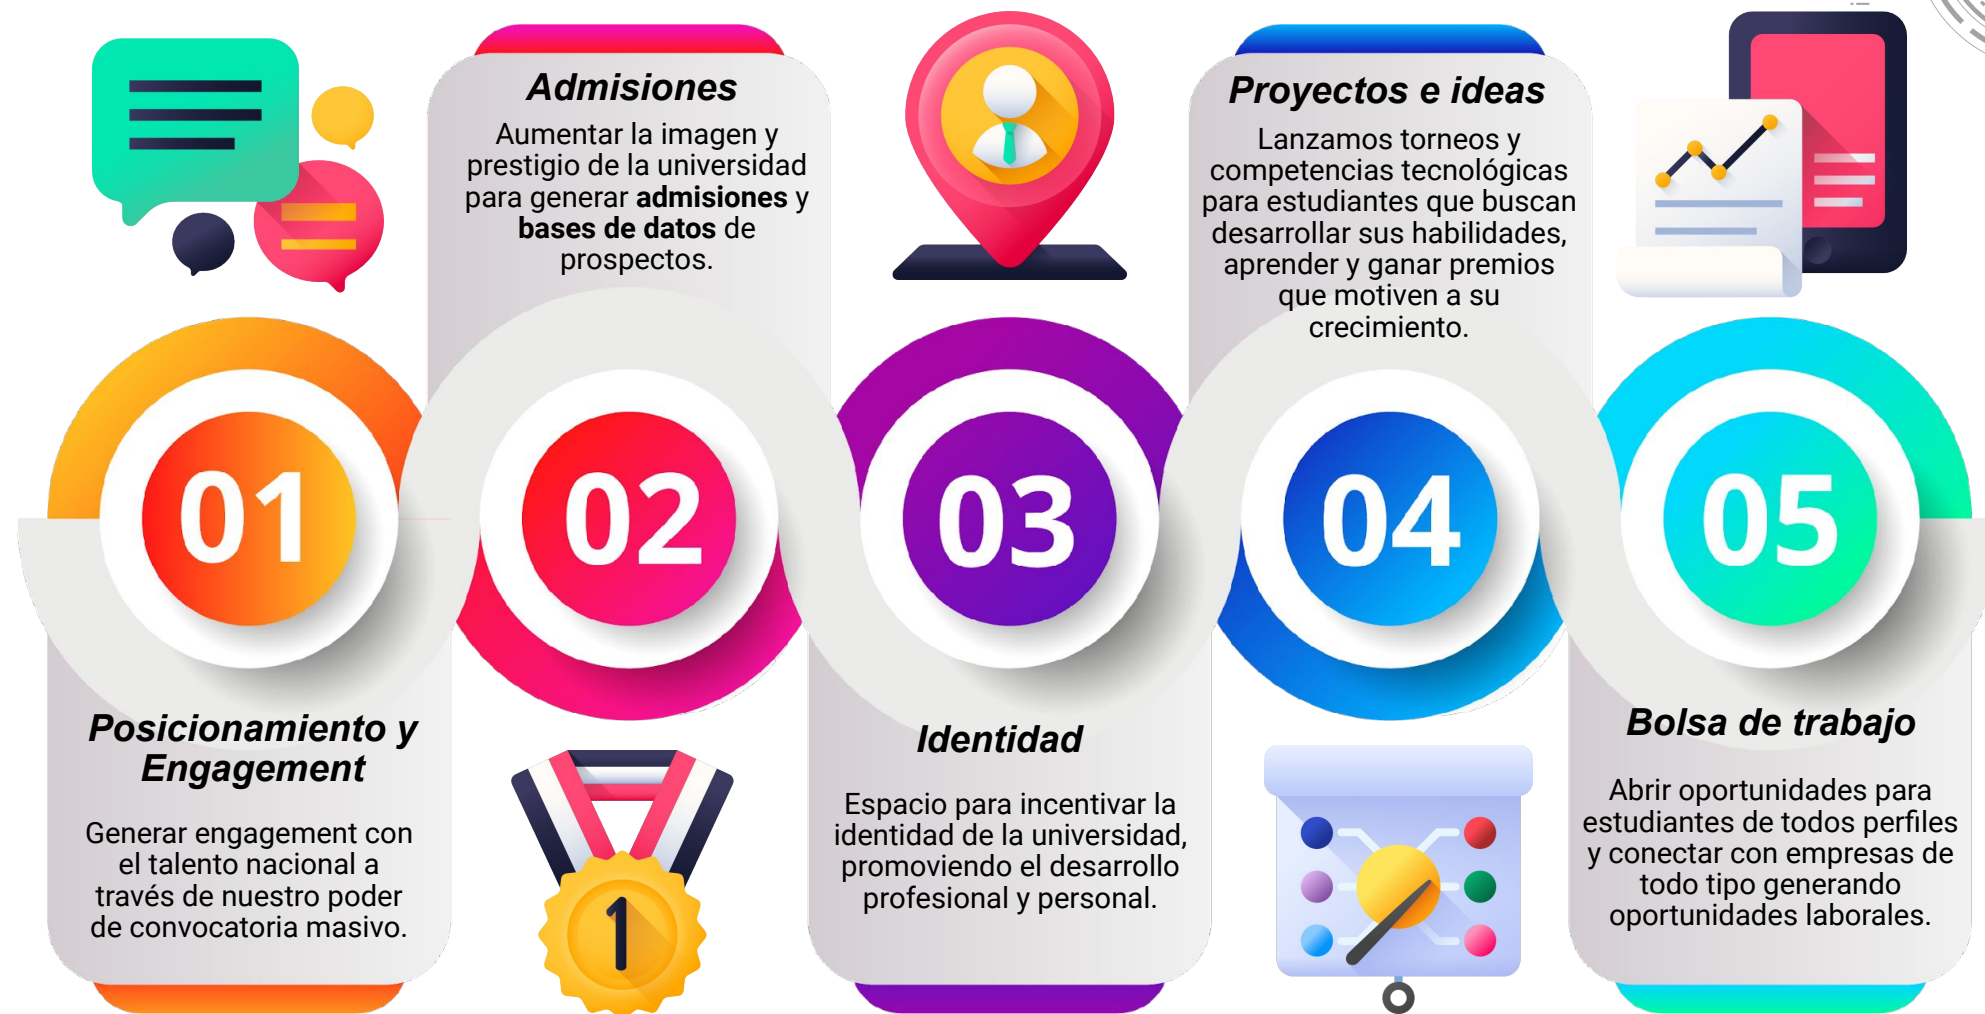 01
Posicionamiento y
Engagement
Generar engagement con
el talento nacional a
través de nuestro poder
de convocatoria masivo.
Admisiones
Aumentar la imagen y
prestigio de la universidad
para generar admisiones y
bases de datos de
prospectos.
02
1
03
Identidad
Espacio para incentivar la
identidad de la universidad,
promoviendo el desarrollo
profesional y personal.
Proyectos e ideas
Lanzamos torneos y
competencias tecnológicas
para estudiantes que buscan
desarrollar sus habilidades,
aprender y ganar premios
que motiven a su
crecimiento.
04
05
Bolsa de trabajo
Abrir oportunidades para
estudiantes de todos perfiles
y conectar con empresas de
todo tipo generando
oportunidades laborales.